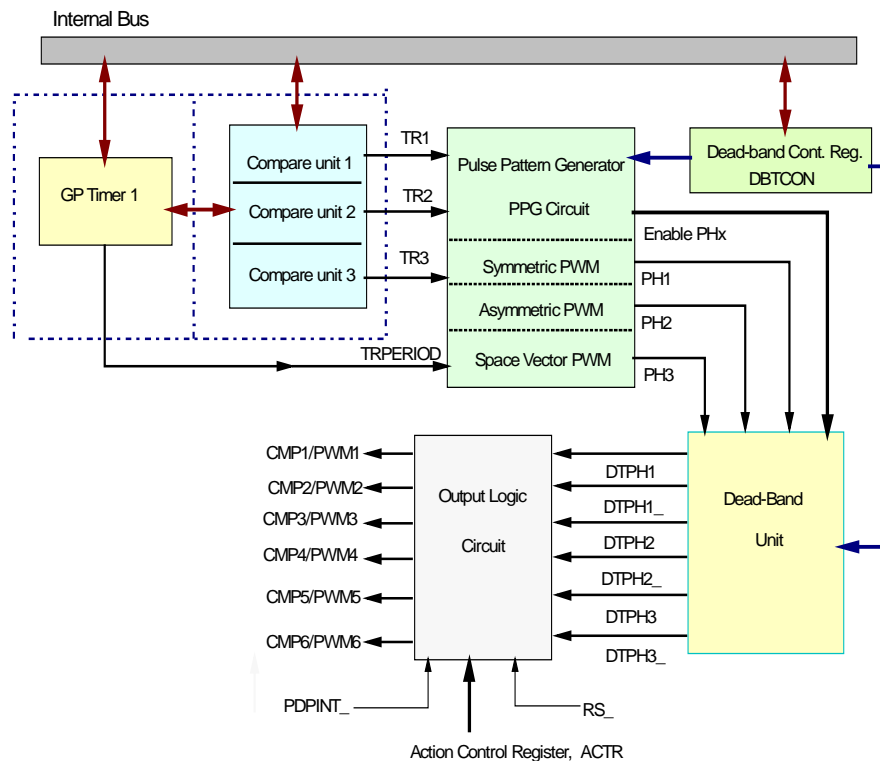 Internal Bus
GP Timer 1
Compare unit 1
Compare unit 2
Compare unit 3
TR1
TR2
TR3
TRPERIOD
Pulse Pattern Generator
PPG Circuit
Symmetric PWM
Asymmetric PWM
Space Vector PWM
Dead-band Cont. Reg.
DBTCON
Enable PHx
PH1
PH2
PH3
CMP1/PWM1
CMP2/PWM2
CMP3/PWM3
CMP4/PWM4
CMP5/PWM5
CMP6/PWM6
Output Logic
Circuit
DTPH1
DTPH1_
DTPH2
DTPH2_
DTPH3
DTPH3_
Dead-Band
Unit
PDPINT_
RS_
Action Control Register, ACTR